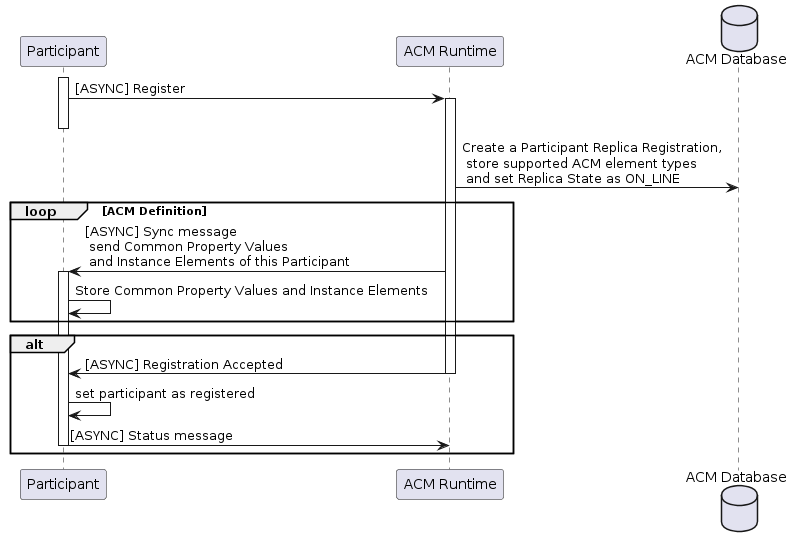 Participant
ACM Runtime
ACM Database
[ASYNC] Register
Create a Participant Replica Registration,
store supported ACM element types
and set Replica State as ON_LINE
loop
[ACM Definition]
[ASYNC] Sync message
send Common Property Values
and Instance Elements of this Participant
Store Common Property Values and Instance Elements
alt
[ASYNC] Registration Accepted
set participant as registered
[ASYNC] Status message
Participant
ACM Runtime
ACM Database